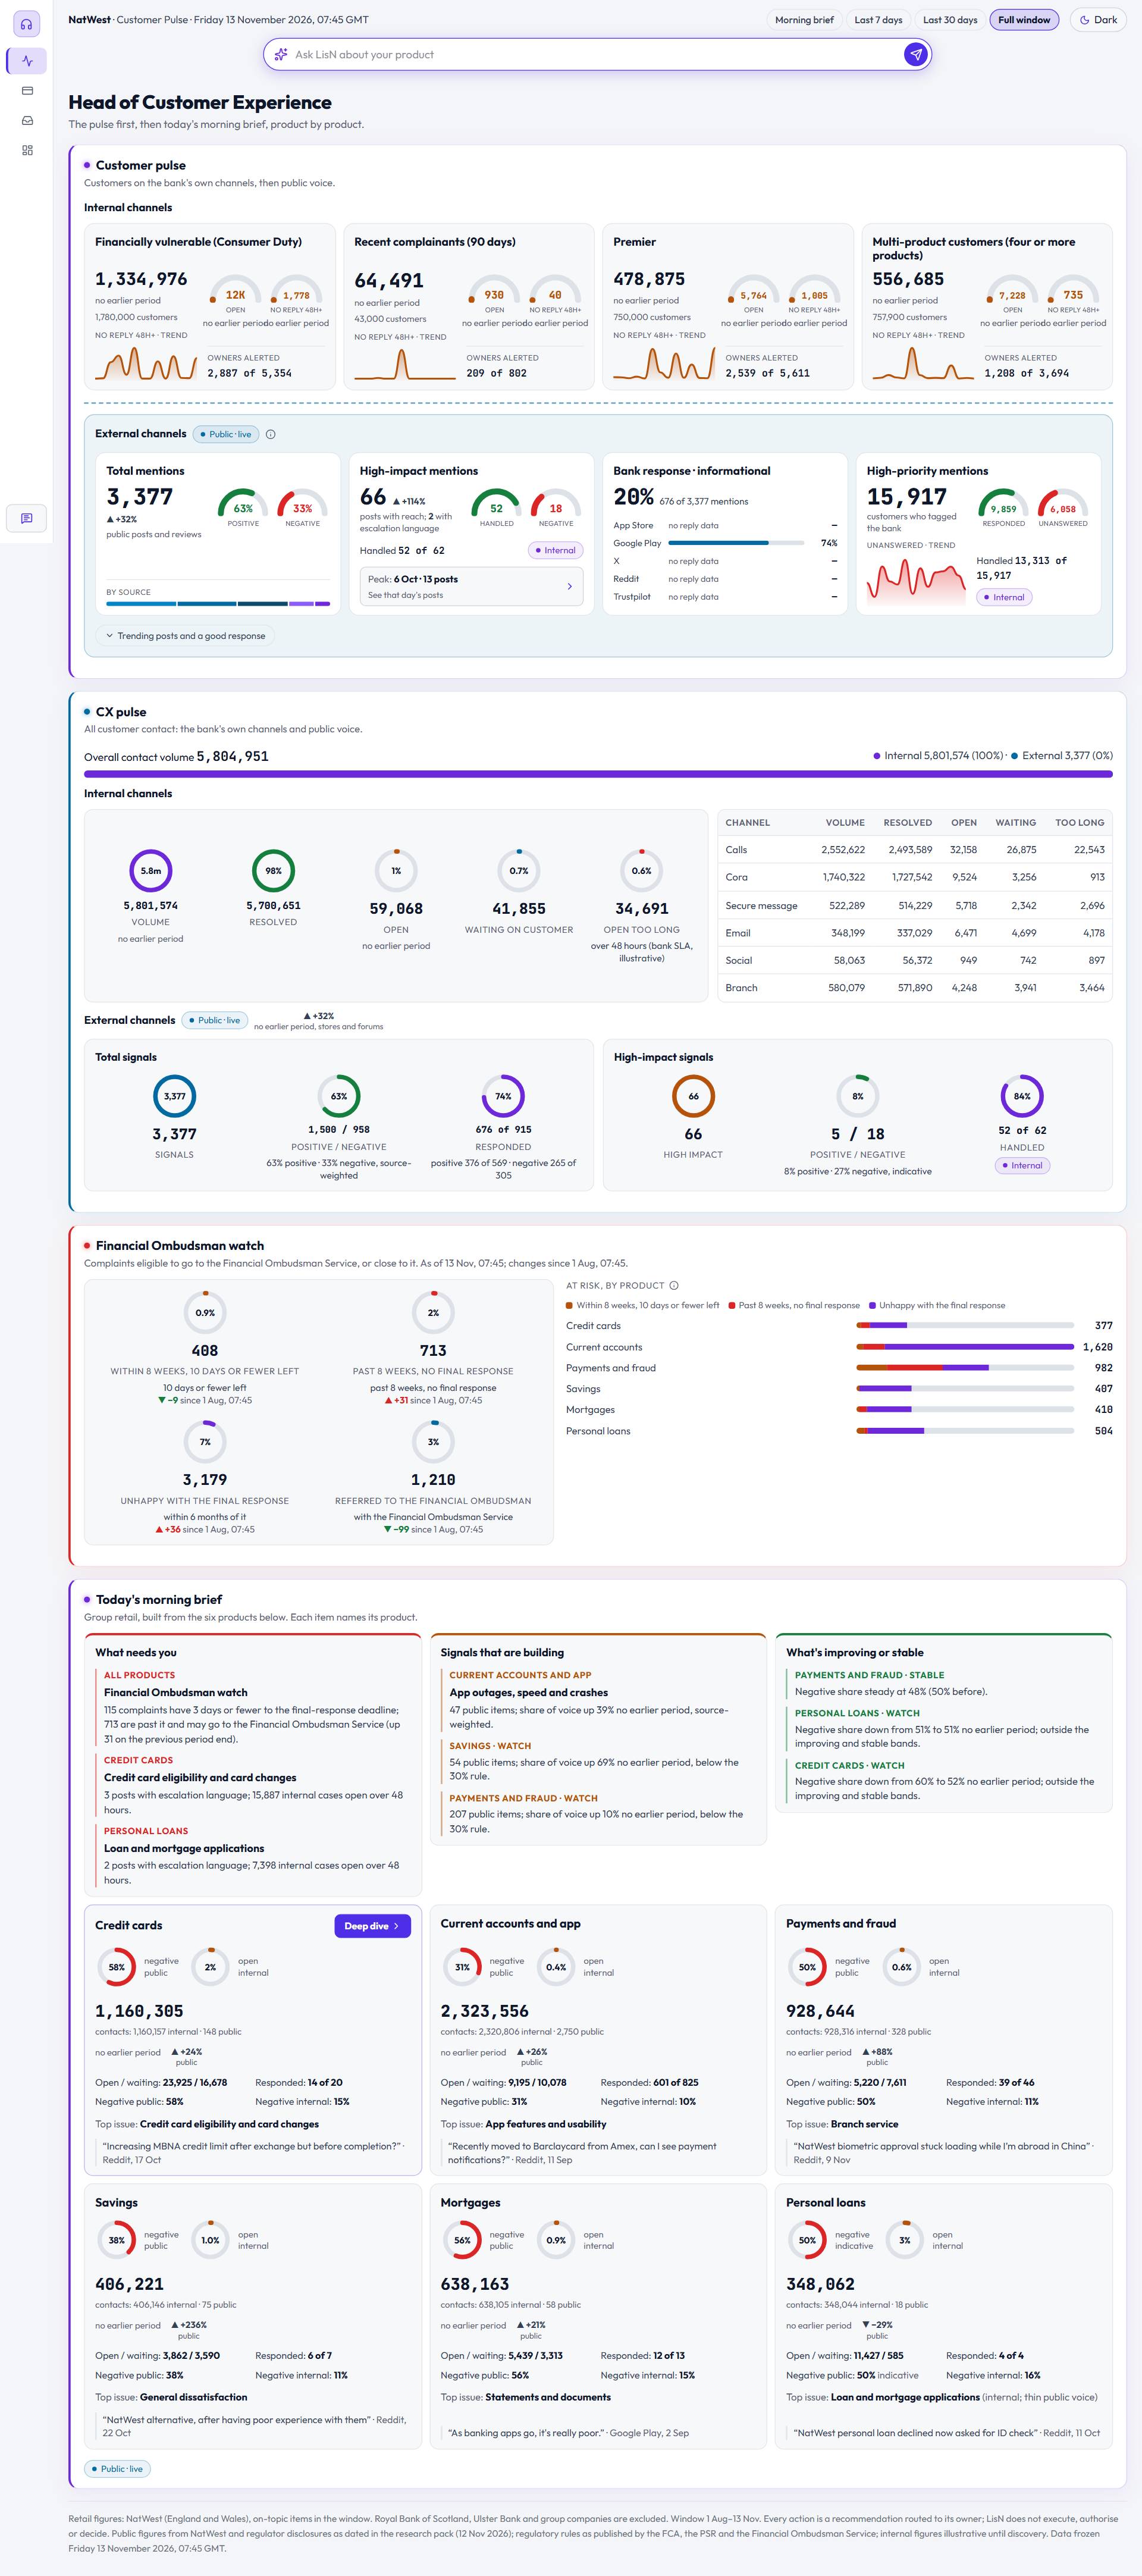 NatWest · Customer Pulse · Friday 13 November 2026, 07:45 GMT
Morning brief
Last 7 days
Last 30 days
Full window
Dark
Ask LisN about your product
Head of Customer Experience
The pulse first, then today's morning brief, product by product.
Customer pulse
Customers on the bank's own channels, then public voice.
Internal channels
Financially vulnerable (Consumer Duty)
1,334,976
no earlier period
1,780,000 customers
12K
OPEN
no earlier period
1,778
NO REPLY 48H+
no earlier period
NO REPLY 48H+ · TREND
OWNERS ALERTED
2,887 of 5,354
Recent complainants (90 days)
64,491
no earlier period
43,000 customers
930
OPEN
no earlier period
40
NO REPLY 48H+
no earlier period
NO REPLY 48H+ · TREND
OWNERS ALERTED
209 of 802
Premier
478,875
no earlier period
750,000 customers
5,764
OPEN
no earlier period
1,005
NO REPLY 48H+
no earlier period
NO REPLY 48H+ · TREND
OWNERS ALERTED
2,539 of 5,611
Multi-product customers (four or more
products)
556,685
no earlier period
757,900 customers
7,228
OPEN
no earlier period
735
NO REPLY 48H+
no earlier period
NO REPLY 48H+ · TREND
OWNERS ALERTED
1,208 of 3,694
External channels
Public · live
Total mentions
3,377
▲ +32%
public posts and reviews
63%
POSITIVE
33%
NEGATIVE
BY SOURCE
High-impact mentions
66 ▲ +114%
posts with reach; 2 with
escalation language
52
HANDLED
18
NEGATIVE
Handled 52 of 62
Internal
Peak: 6 Oct · 13 posts
See that day's posts
Bank response · informational
20% 676 of 3,377 mentions
App Store no reply data –
Google Play 74%
X no reply data –
Reddit no reply data –
Trustpilot no reply data –
High-priority mentions
15,917
customers who tagged
the bank
9,859
RESPONDED
6,058
UNANSWERED
UNANSWERED · TREND
Handled 13,313 of
15,917
Internal
Trending posts and a good response
CX pulse
All customer contact: the bank's own channels and public voice.
Overall contact volume 5,804,951
Internal 5,801,574 (100%) · External 3,377 (0%)
Internal channels
5.8m
5,801,574
VOLUME
no earlier period
98%
5,700,651
RESOLVED
1%
59,068
OPEN
no earlier period
0.7%
41,855
WAITING ON CUSTOMER
0.6%
34,691
OPEN TOO LONG
over 48 hours (bank SLA,
illustrative)
CHANNEL VOLUME RESOLVED OPEN WAITING TOO LONG
Calls 2,552,622 2,493,589 32,158 26,875 22,543
Cora 1,740,322 1,727,542 9,524 3,256 913
Secure message 522,289 514,229 5,718 2,342 2,696
Email 348,199 337,029 6,471 4,699 4,178
Social 58,063 56,372 949 742 897
Branch 580,079 571,890 4,248 3,941 3,464
External channels
Public · live
▲ +32%
no earlier period, stores and forums
Total signals
3,377
3,377
SIGNALS
63%
1,500 / 958
POSITIVE / NEGATIVE
63% positive · 33% negative, source-
weighted
74%
676 of 915
RESPONDED
positive 376 of 569 · negative 265 of
305
High-impact signals
66
66
HIGH IMPACT
8%
5 / 18
POSITIVE / NEGATIVE
8% positive · 27% negative, indicative
84%
52 of 62
HANDLED
Internal
Financial Ombudsman watch
Complaints eligible to go to the Financial Ombudsman Service, or close to it. As of 13 Nov, 07:45; changes since 1 Aug, 07:45.
0.9%
408
WITHIN 8 WEEKS, 10 DAYS OR FEWER LEFT
10 days or fewer left
▼ −9 since 1 Aug, 07:45
2%
713
PAST 8 WEEKS, NO FINAL RESPONSE
past 8 weeks, no final response
▲ +31 since 1 Aug, 07:45
7%
3,179
UNHAPPY WITH THE FINAL RESPONSE
within 6 months of it
▲ +36 since 1 Aug, 07:45
3%
1,210
REFERRED TO THE FINANCIAL OMBUDSMAN
with the Financial Ombudsman Service
▼ −99 since 1 Aug, 07:45
AT RISK, BY PRODUCT
Within 8 weeks, 10 days or fewer left
Past 8 weeks, no final response
Unhappy with the final response
Credit cards 377
Current accounts 1,620
Payments and fraud 982
Savings 407
Mortgages 410
Personal loans 504
Today's morning brief
Group retail, built from the six products below. Each item names its product.
What needs you
ALL PRODUCTS
Financial Ombudsman watch
115 complaints have 3 days or fewer to the final-response deadline;
713 are past it and may go to the Financial Ombudsman Service (up
31 on the previous period end).
CREDIT CARDS
Credit card eligibility and card changes
3 posts with escalation language; 15,887 internal cases open over 48
hours.
PERSONAL LOANS
Loan and mortgage applications
2 posts with escalation language; 7,398 internal cases open over 48
hours.
Signals that are building
CURRENT ACCOUNTS AND APP
App outages, speed and crashes
47 public items; share of voice up 39% no earlier period, source-
weighted.
SAVINGS · WATCH
54 public items; share of voice up 69% no earlier period, below the
30% rule.
PAYMENTS AND FRAUD · WATCH
207 public items; share of voice up 10% no earlier period, below the
30% rule.
What's improving or stable
PAYMENTS AND FRAUD · STABLE
Negative share steady at 48% (50% before).
PERSONAL LOANS · WATCH
Negative share down from 51% to 51% no earlier period; outside the
improving and stable bands.
CREDIT CARDS · WATCH
Negative share down from 60% to 52% no earlier period; outside the
improving and stable bands.
Credit cards
Deep dive
58%
negative
public
2%
open
internal
1,160,305
contacts: 1,160,157 internal · 148 public
no earlier period ▲ +24%
public
Open / waiting: 23,925 / 16,678 Responded: 14 of 20
Negative public: 58% Negative internal: 15%
Top issue: Credit card eligibility and card changes
“Increasing MBNA credit limit after exchange but before completion?” ·
Reddit, 17 Oct
Current accounts and app
31%
negative
public
0.4%
open
internal
2,323,556
contacts: 2,320,806 internal · 2,750 public
no earlier period ▲ +26%
public
Open / waiting: 9,195 / 10,078 Responded: 601 of 825
Negative public: 31% Negative internal: 10%
Top issue: App features and usability
“Recently moved to Barclaycard from Amex, can I see payment
notifications?” · Reddit, 11 Sep
Payments and fraud
50%
negative
public
0.6%
open
internal
928,644
contacts: 928,316 internal · 328 public
no earlier period ▲ +88%
public
Open / waiting: 5,220 / 7,611 Responded: 39 of 46
Negative public: 50% Negative internal: 11%
Top issue: Branch service
“NatWest biometric approval stuck loading while I'm abroad in China” ·
Reddit, 9 Nov
Savings
38%
negative
public
1.0%
open
internal
406,221
contacts: 406,146 internal · 75 public
no earlier period ▲ +236%
public
Open / waiting: 3,862 / 3,590 Responded: 6 of 7
Negative public: 38% Negative internal: 11%
Top issue: General dissatisfaction
“NatWest alternative, after having poor experience with them” · Reddit,
22 Oct
Mortgages
56%
negative
public
0.9%
open
internal
638,163
contacts: 638,105 internal · 58 public
no earlier period ▲ +21%
public
Open / waiting: 5,439 / 3,313 Responded: 12 of 13
Negative public: 56% Negative internal: 15%
Top issue: Statements and documents
“As banking apps go, it's really poor.” · Google Play, 2 Sep
Personal loans
50%
negative
indicative
3%
open
internal
348,062
contacts: 348,044 internal · 18 public
no earlier period ▼ −29%
public
Open / waiting: 11,427 / 585 Responded: 4 of 4
Negative public: 50% indicative Negative internal: 16%
Top issue: Loan and mortgage applications (internal; thin public voice)
“NatWest personal loan declined now asked for ID check” · Reddit, 11 Oct
Public · live
Retail figures: NatWest (England and Wales), on-topic items in the window. Royal Bank of Scotland, Ulster Bank and group companies are excluded. Window 1 Aug–13 Nov. Every action is a recommendation routed to its owner; LisN does not execute, authorise
or decide. Public figures from NatWest and regulator disclosures as dated in the research pack (12 Nov 2026); regulatory rules as published by the FCA, the PSR and the Financial Ombudsman Service; internal figures illustrative until discovery. Data frozen
Friday 13 November 2026, 07:45 GMT.